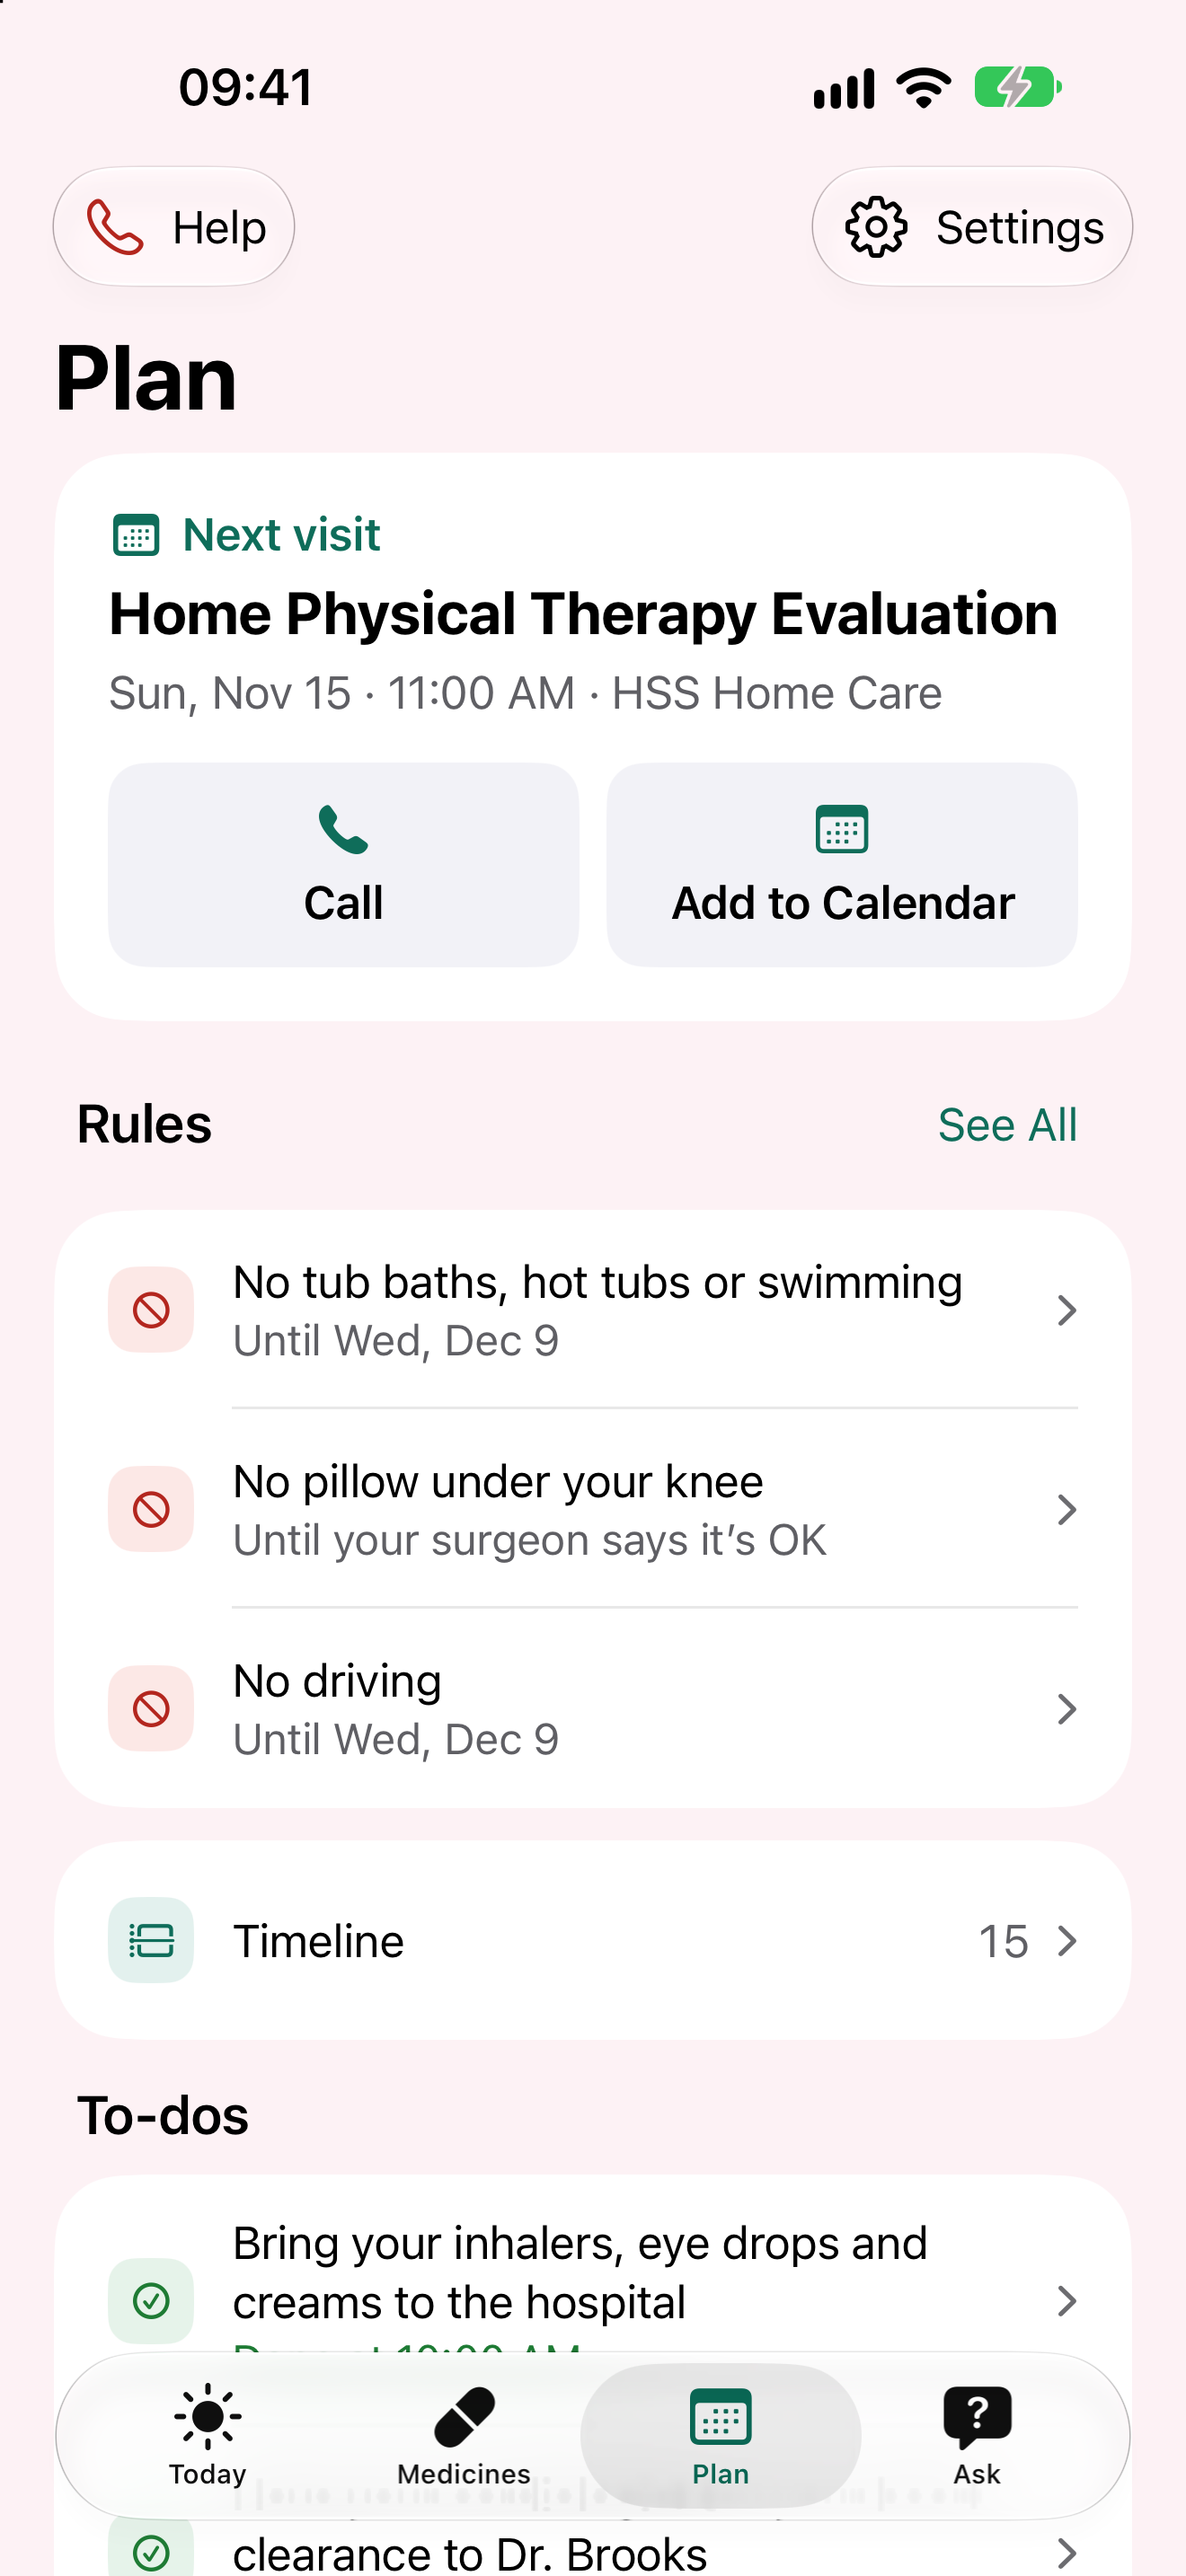 09:41
Help
Settings
Plan
Next visit
Home Physical Therapy Evaluation
Sun, Nov 15 · 11:00 AM · HSS Home Care
Call
Add to Calendar
Rules
See All
No tub baths, hot tubs or swimming
Until Wed, Dec 9
No pillow under your knee
Until your surgeon says it’s OK
No driving
Until Wed, Dec 9
Timeline
15
To-dos
Bring your inhalers, eye drops and
creams to the hospital
Today
Medicines
Plan
Ask
clearance to Dr. Brooks